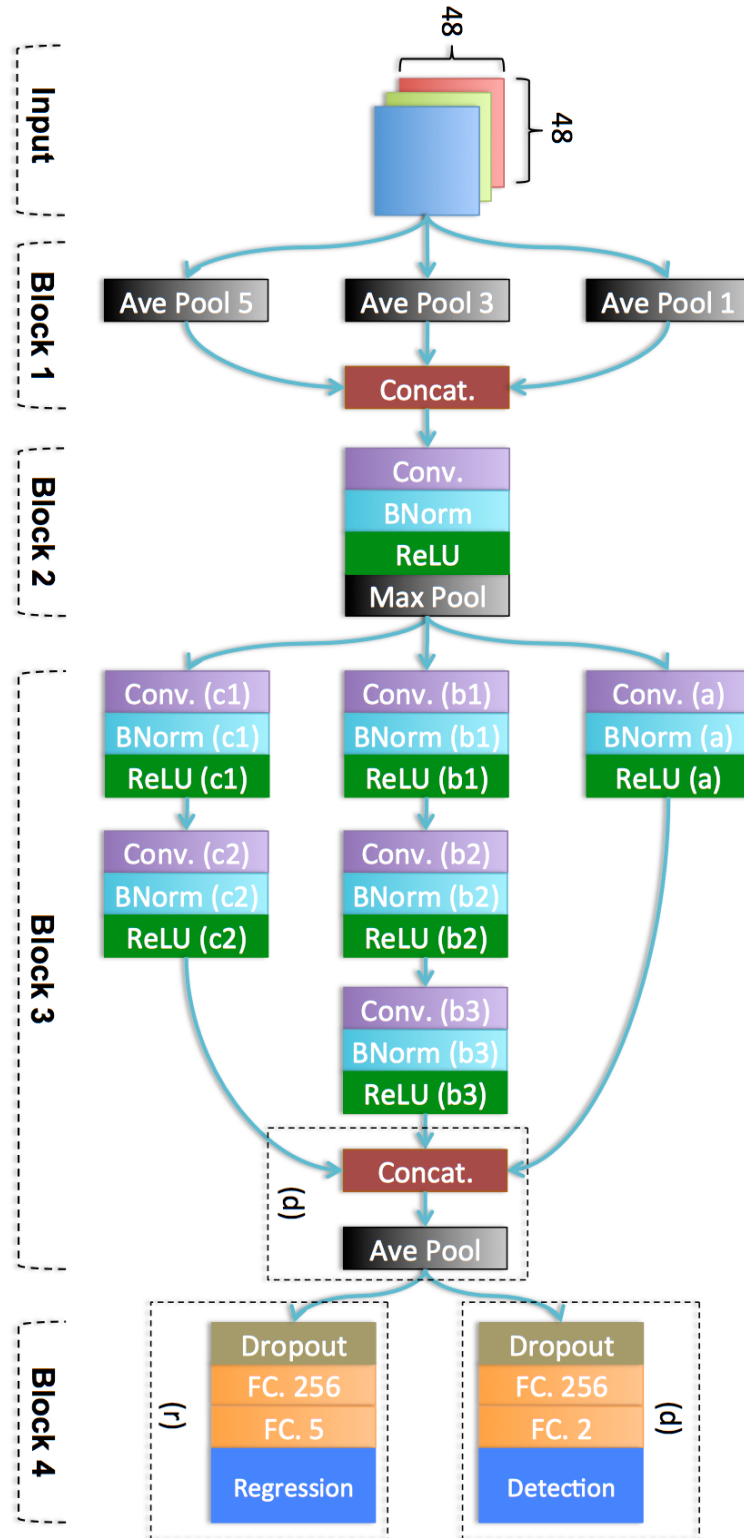 48
48
Input
Ave Pool 5
Ave Pool 3
Ave Pool 1
Concat.
Block 1
Conv.
BNorm
ReLU
Max Pool
Block 2
Conv. (c1)
BNorm (c1)
ReLU (c1)
Conv. (c2)
BNorm (c2)
ReLU (c2)
Conv. (b1)
BNorm (b1)
ReLU (b1)
Conv. (b2)
BNorm (b2)
ReLU (b2)
Conv. (b3)
BNorm (b3)
ReLU (b3)
Conv. (a)
BNorm (a)
ReLU (a)
Concat.
(p)
Ave Pool
Block 3
Dropout
FC. 256
FC. 5
Regression
(r)
Dropout
FC. 256
FC. 2
Detection
(d)
Block 4